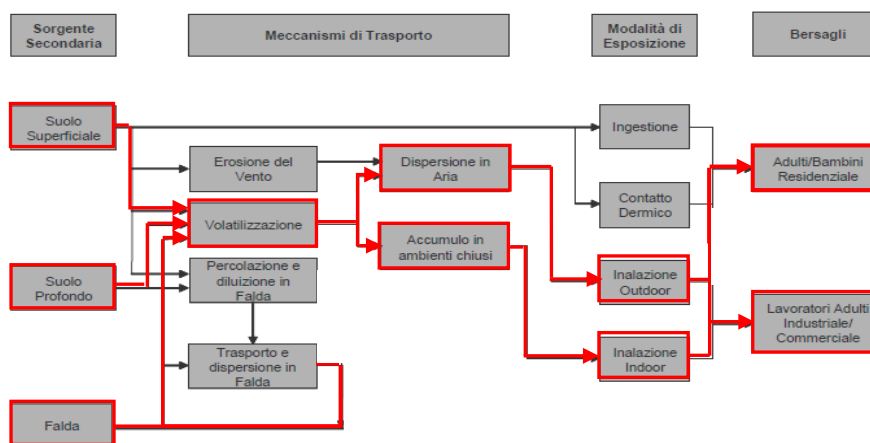 Sorgente
Secondaria
Meccanismi di Trasporto
Modalità di
Esposizione
Bersagli
Suolo
Superficiale
Ingestione
Erosione del
Vento
Dispersione in
Aria
Adulti/Bambini
Residenziale
Contatto
Dermico
Volatilizzazione
Accumulo in
ambienti chiusi
Suolo
Profondo
Percolazione e
diluizione in
Falda
Inalazione
Outdoor
Lavoratori Adulti
Industriale/
Commerciale
Trasporto e
dispersione in
Falda
Inalazione
Indoor
Falda